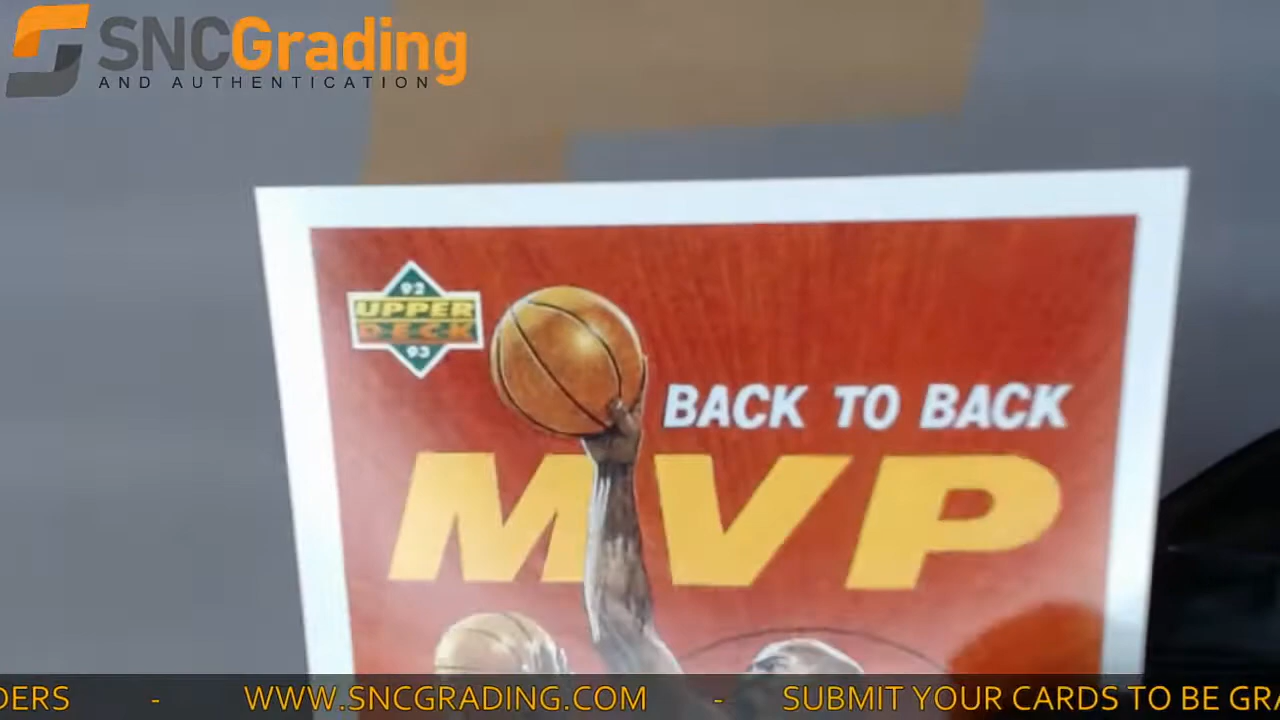 SNCGrading
AND AUTHENTICATION
92
UPPER
DECK
93
BACK TO BACK
MVP
DERS - WWW.SNCGRADING.COM - SUBMIT YOUR CARDS TO BE GRA